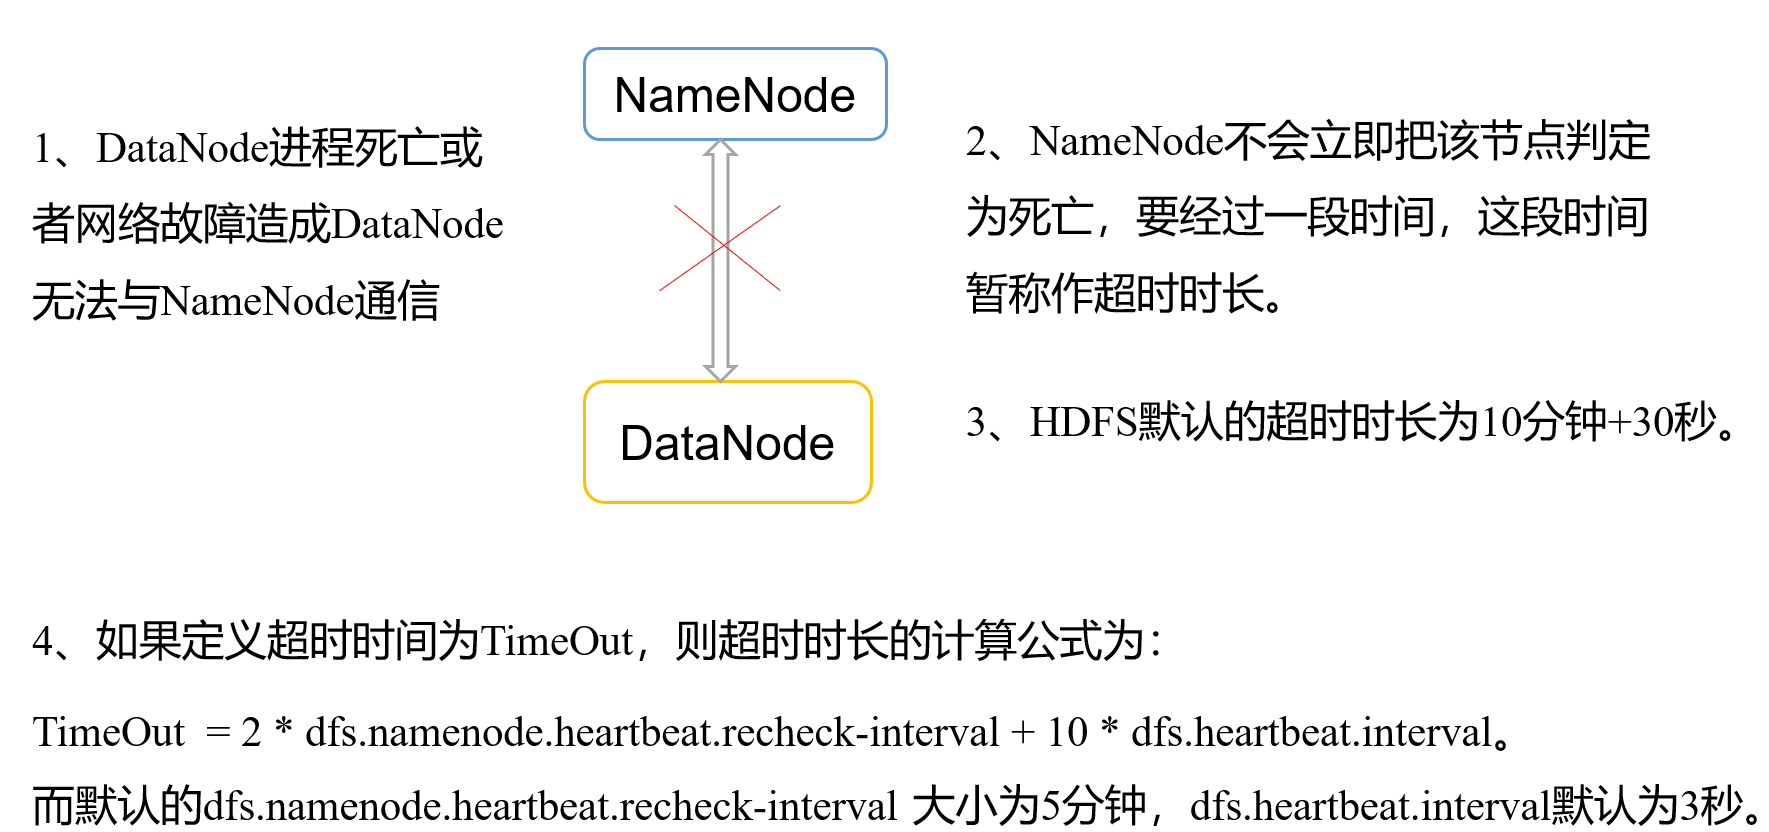 NameNode
1、DataNode进程死亡或
者网络故障造成DataNode
无法与NameNode通信
2、NameNode不会立即把该节点判定
为死亡，要经过一段时间，这段时间
暂称作超时时长。
3、HDFS默认的超时时长为10分钟+30秒。
DataNode
4、如果定义超时时间为TimeOut，则超时时长的计算公式为：
TimeOut  = 2 * dfs.namenode.heartbeat.recheck-interval + 10 * dfs.heartbeat.interval。
而默认的dfs.namenode.heartbeat.recheck-interval 大小为5分钟，dfs.heartbeat.interval默认为3秒。